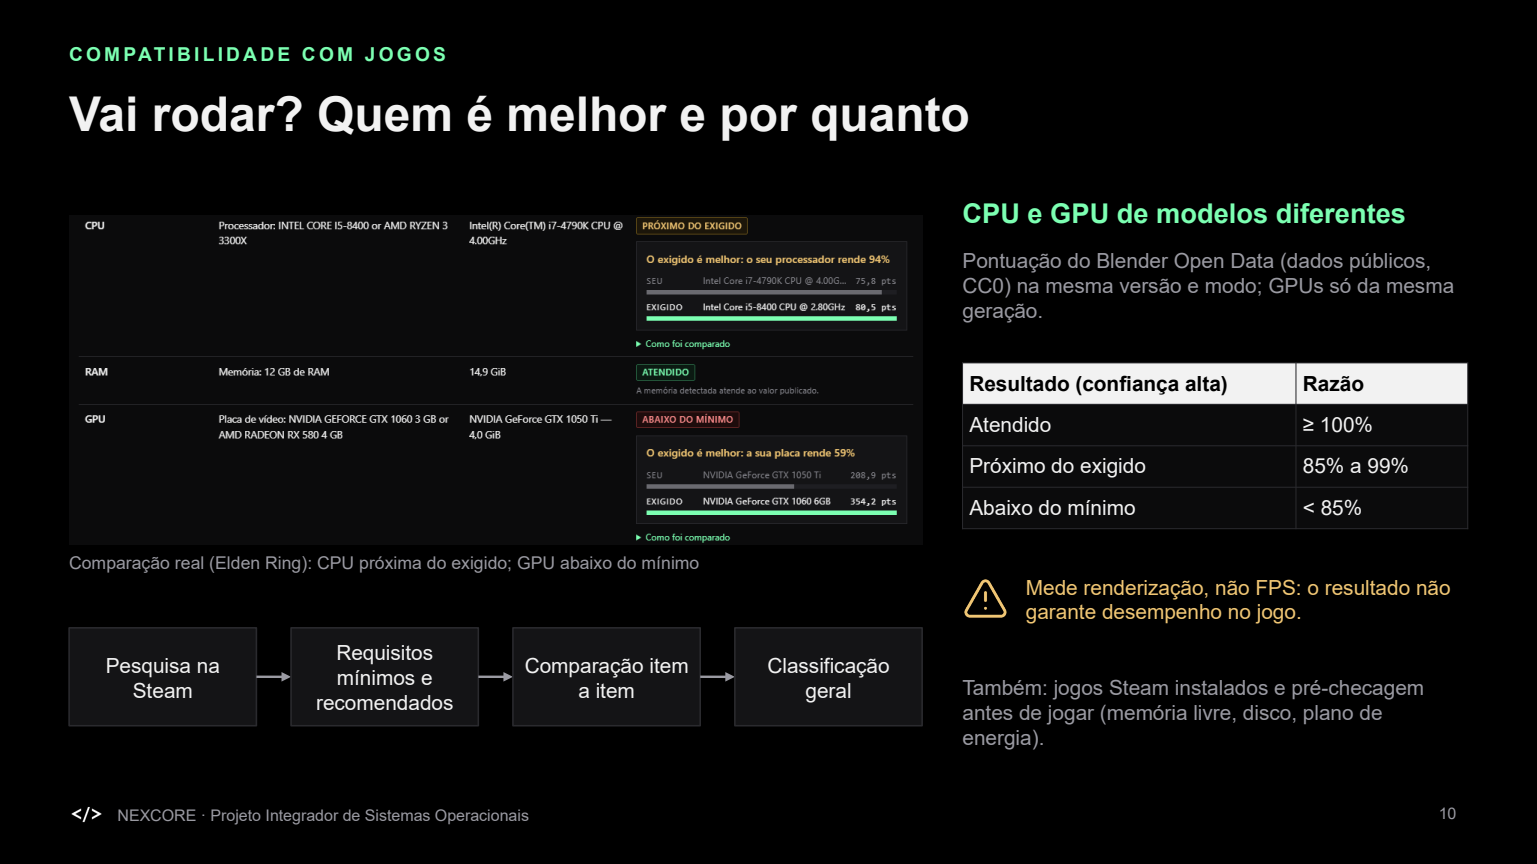 COMPATIBILIDADE COM JOGOS
Vai rodar? Quem é melhor e por quanto
CPU
Processador: INTEL CORE I5-8400 or AMD RYZEN 3
3300X
Intel(R) Core(TM) i7-4790K CPU @
4.00GHz
PRÓXIMO DO EXIGIDO
O exigido é melhor: o seu processador rende 94%
SEU Intel Core i7-4790K CPU @ 4.00G... 75,8 pts
EXIGIDO Intel Core i5-8400 CPU @ 2.80GHz 80,5 pts
▸ Como foi comparado
RAM
Memória: 12 GB de RAM
14,9 GiB
ATENDIDO
A memória detectada atende ao valor publicado.
GPU
Placa de vídeo: NVIDIA GEFORCE GTX 1060 3 GB or
AMD RADEON RX 580 4 GB
NVIDIA GeForce GTX 1050 Ti —
4,0 GiB
ABAIXO DO MÍNIMO
O exigido é melhor: a sua placa rende 59%
SEU NVIDIA GeForce GTX 1050 Ti 208,9 pts
EXIGIDO NVIDIA GeForce GTX 1060 6GB 354,2 pts
▸ Como foi comparado
Comparação real (Elden Ring): CPU próxima do exigido; GPU abaixo do mínimo
Pesquisa na
Steam
Requisitos
mínimos e
recomendados
Comparação item
a item
Classificação
geral
CPU e GPU de modelos diferentes
Pontuação do Blender Open Data (dados públicos,
CC0) na mesma versão e modo; GPUs só da mesma
geração.
Resultado (confiança alta) Razão
Atendido ≥ 100%
Próximo do exigido 85% a 99%
Abaixo do mínimo < 85%
Mede renderização, não FPS: o resultado não
garante desempenho no jogo.
Também: jogos Steam instalados e pré-checagem
antes de jogar (memória livre, disco, plano de
energia).
</> NEXCORE · Projeto Integrador de Sistemas Operacionais
10